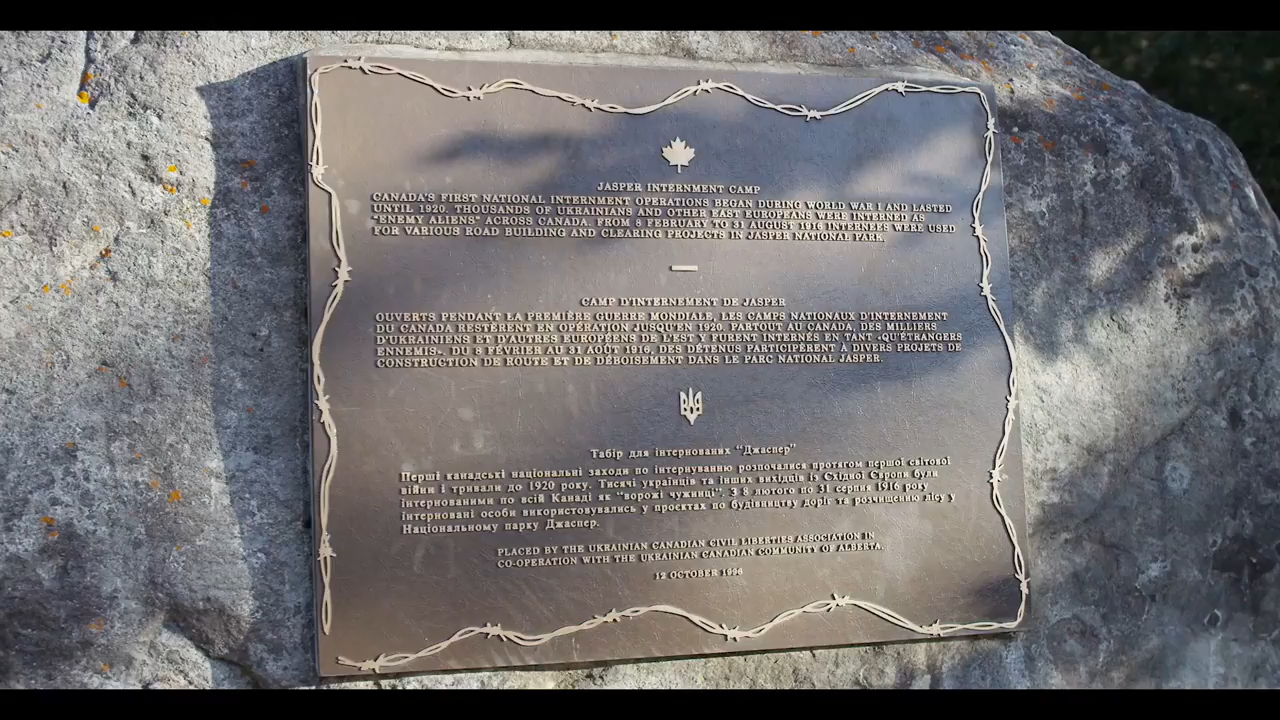 JASPER INTERNMENT CAMP
CANADA'S FIRST NATIONAL INTERNMENT OPERATIONS BEGAN DURING WORLD WAR I AND LASTED
UNTIL 1920. THOUSANDS OF UKRAINIANS AND OTHER EAST EUROPEANS WERE INTERNED AS
"ENEMY ALIENS" ACROSS CANADA. FROM 8 FEBRUARY TO 31 AUGUST 1916 INTERNEES WERE USED
FOR VARIOUS ROAD BUILDING AND CLEARING PROJECTS IN JASPER NATIONAL PARK.
CAMP D'INTERNEMENT DE JASPER
OUVERTS PENDANT LA PREMIÈRE GUERRE MONDIALE, LES CAMPS NATIONAUX D'INTERNEMENT
DU CANADA RESTÈRENT EN OPÉRATION JUSQU'EN 1920. PARTOUT AU CANADA, DES MILLIERS
D'UKRAINIENS ET D'AUTRES EUROPÉENS DE L'EST Y FURENT INTERNÉS EN TANT «QU'ÉTRANGERS
ENNEMIS». DU 8 FÉVRIER AU 31 AOÛT 1916, DES DÉTENUS PARTICIPÈRENT À DIVERS PROJETS DE
CONSTRUCTION DE ROUTE ET DE DÉBOISEMENT DANS LE PARC NATIONAL JASPER.
Табір для інтернованих "Джаспер"
Перші канадські національні заходи по інтернуванню розпочалися протягом першої світової
війни і тривали до 1920 року. Тисячі українців та інших вихідців із Східної Європи були
інтернованими по всій Канаді як "ворожі чужинці". З 8 лютого по 31 серпня 1916 року
інтерновані особи використовувались у проєктах по будівництву доріг та розчищенню лісу у
Національному парку Джаспер.
PLACED BY THE UKRAINIAN CANADIAN CIVIL LIBERTIES ASSOCIATION IN
CO-OPERATION WITH THE UKRAINIAN CANADIAN COMMUNITY OF ALBERTA.
12 OCTOBER 1996